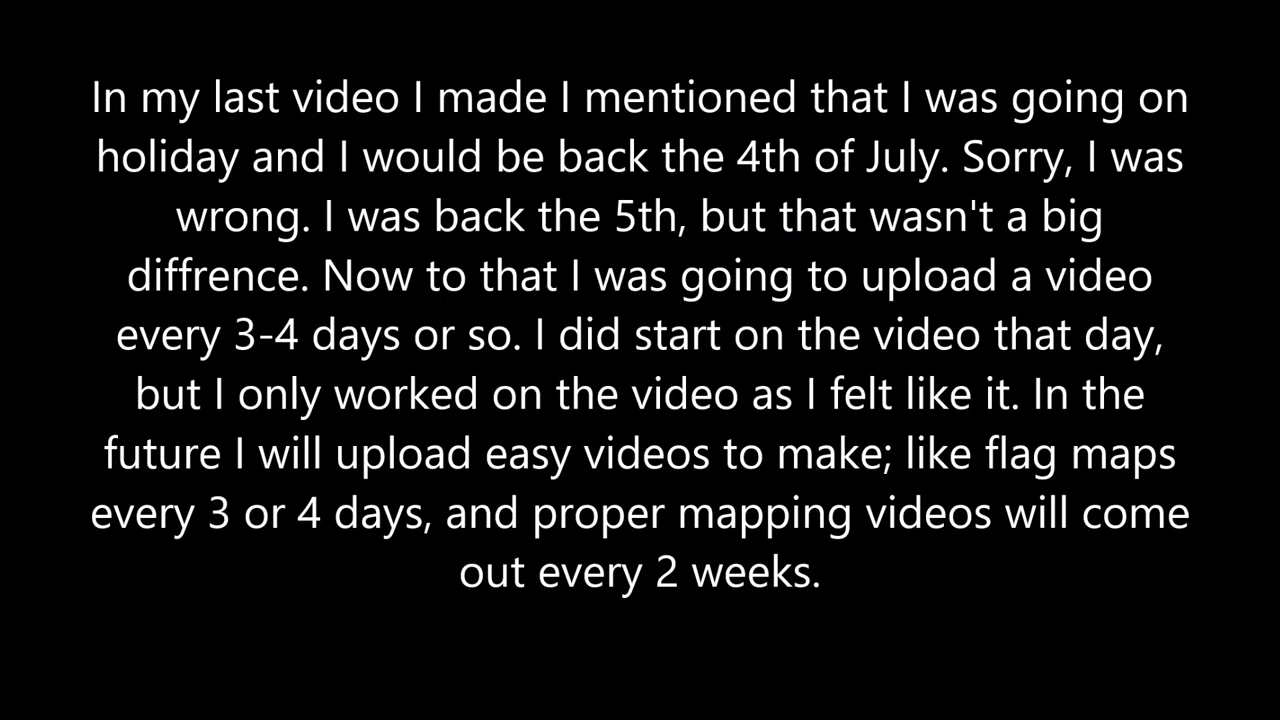 In my last video I made I mentioned that I was going on
holiday and I would be back the 4th of July. Sorry, I was
wrong. I was back the 5th, but that wasn't a big
diffrence. Now to that I was going to upload a video
every 3-4 days or so. I did start on the video that day,
but I only worked on the video as I felt like it. In the
future I will upload easy videos to make; like flag maps
every 3 or 4 days, and proper mapping videos will come
out every 2 weeks.